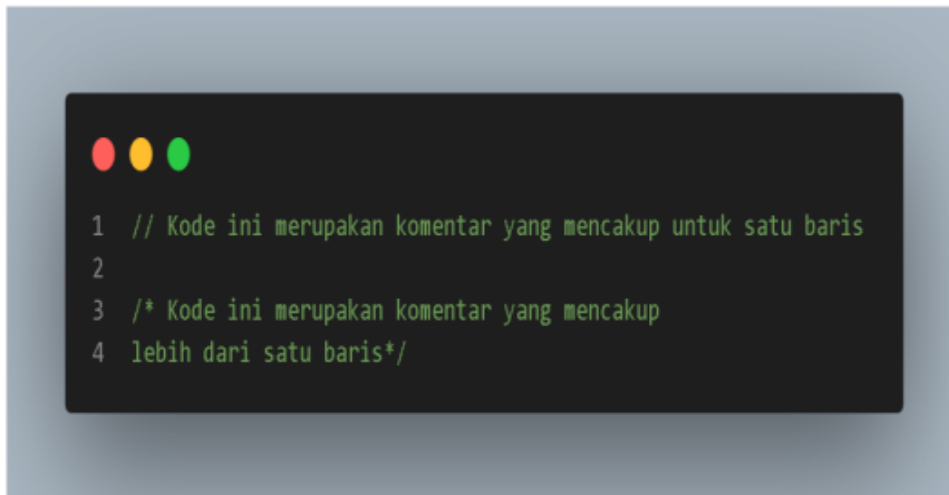 1 // Kode ini merupakan komentar yang mencakup untuk satu baris
2
3 /* Kode ini merupakan komentar yang mencakup
4 lebih dari satu baris*/